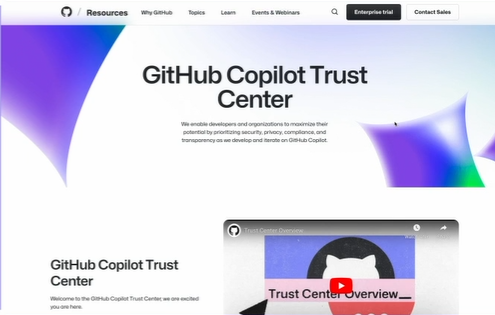 / Resources Why GitHub Topics Learn Events & Webinars Enterprise trial Contact Sales
GitHub Copilot Trust
Center
We enable developers and organizations to maximize their
potential by prioritizing security, privacy, compliance, and
transparency as we develop and iterate on GitHub Copilot.
GitHub Copilot Trust
Center
Welcome to the GitHub Copilot Trust Center, we are excited
you are here.
Trust Center Overview
Trust Center Overview_